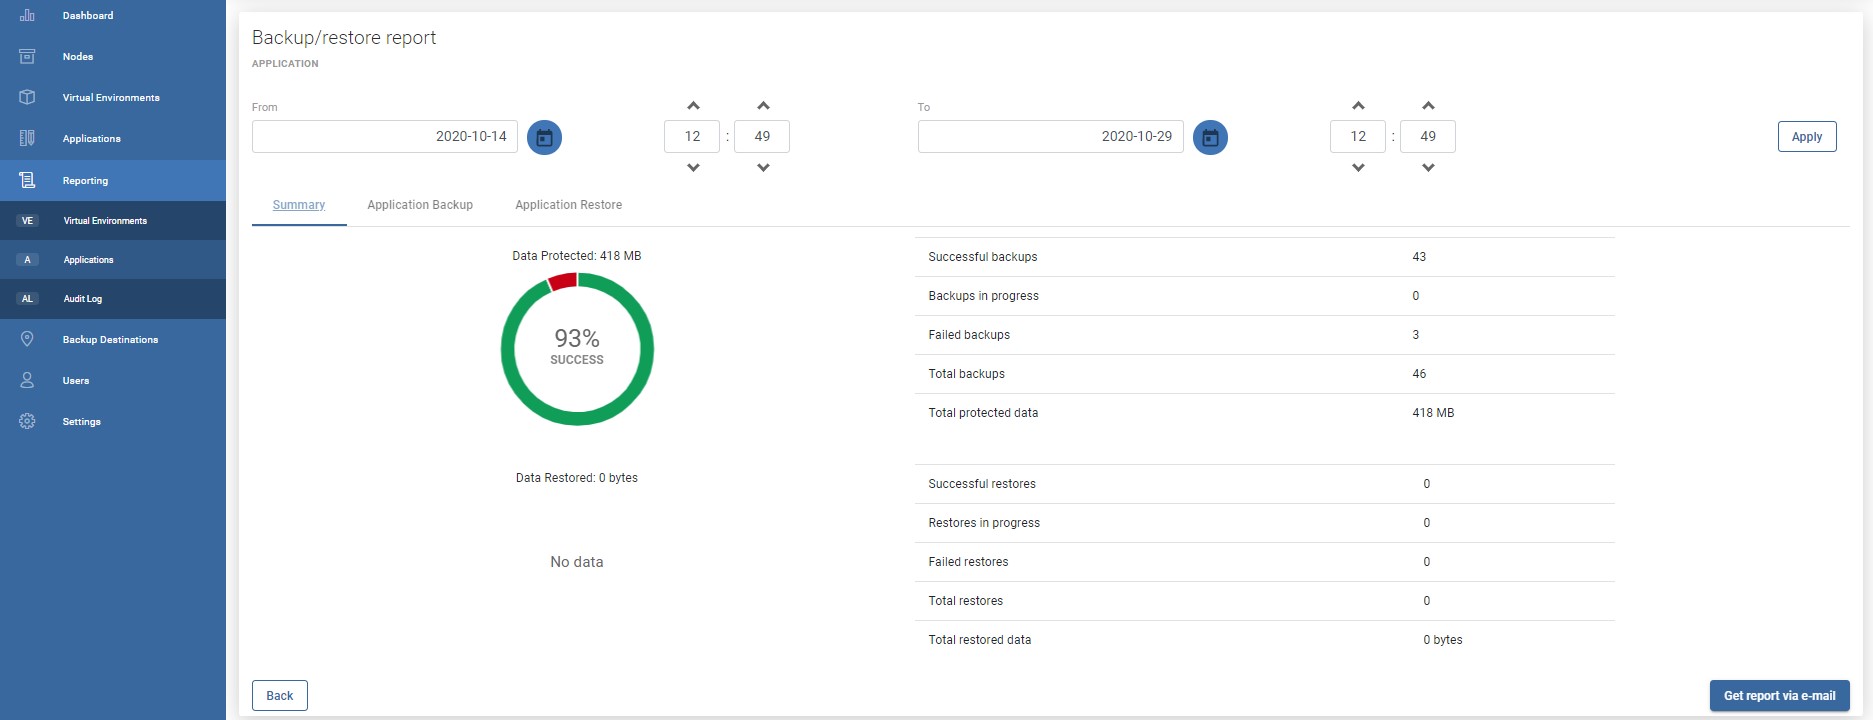 Dashboard
Nodes
Virtual Environments
Applications
Reporting
VE Virtual Environments
A Applications
AL Audit Log
Backup Destinations
Users
Settings
Backup/restore report
APPLICATION
From
2020-10-14
12 : 49
To
2020-10-29
12 : 49
Apply
Summary Application Backup Application Restore
Data Protected: 418 MB
93%
SUCCESS
Successful backups 43
Backups in progress 0
Failed backups 3
Total backups 46
Total protected data 418 MB
Data Restored: 0 bytes
No data
Successful restores 0
Restores in progress 0
Failed restores 0
Total restores 0
Total restored data 0 bytes
Back
Get report via e-mail